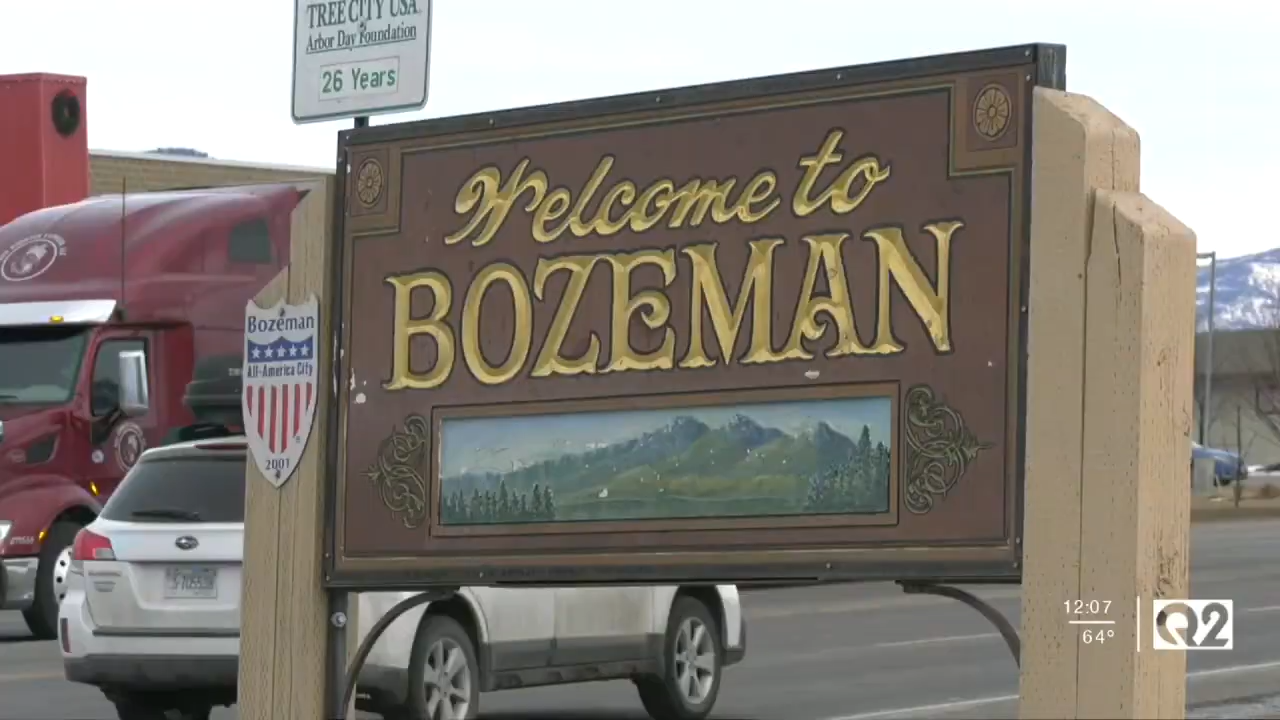 TREE CITY USA
Arbor Day Foundation
26 Years
Welcome to
BOZEMAN
Bozeman
All-America City
2001
12:07
64°
Q2